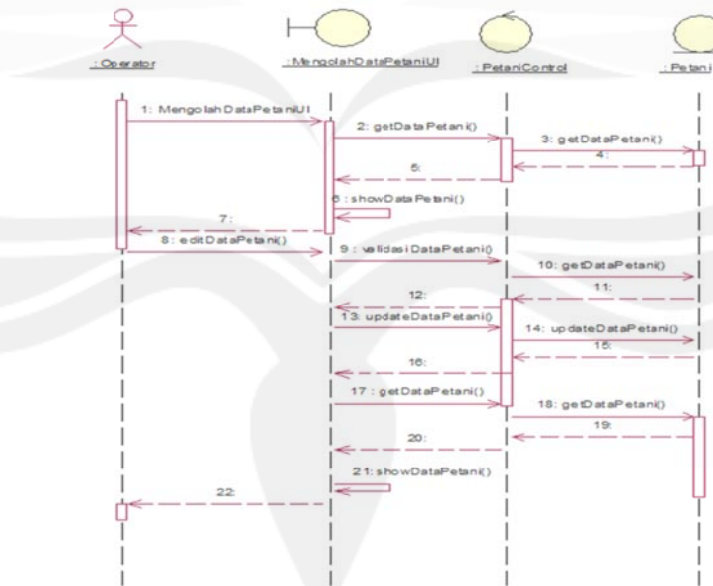 : Operator
: MengolahDataPetaniUI
: PetaniControl
: Petani
1: MengolahDataPetaniUI
2: getDataPetani()
3: getDataPetani()
4:
5:
6 : showDataPetani()
7:
8: editDataPetani()
9 : validasiDataPetani()
10: getDataPetani()
11:
12:
13: updateDataPetani()
14: updateDataPetani()
15:
16:
17 : getDataPetani()
18: getDataPetani()
19:
20:
21: showDataPetani()
22: